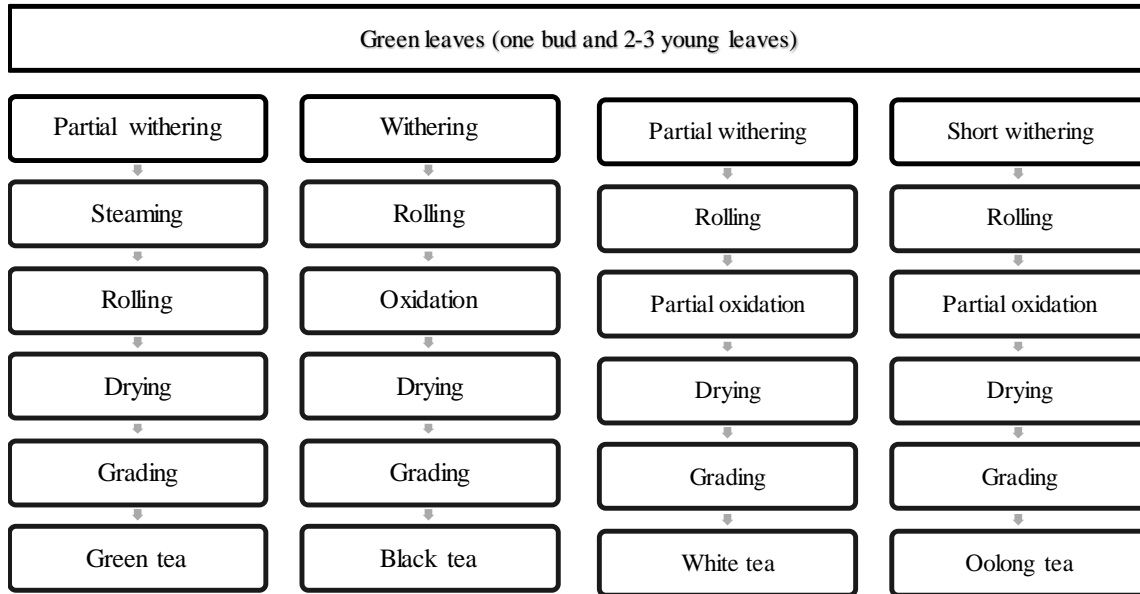 Green leaves (one bud and 2-3 young leaves)
Partial withering
Steaming
Rolling
Drying
Grading
Green tea
Withering
Rolling
Oxidation
Drying
Grading
Black tea
Partial withering
Rolling
Partial oxidation
Drying
Grading
White tea
Short withering
Rolling
Partial oxidation
Drying
Grading
Oolong tea